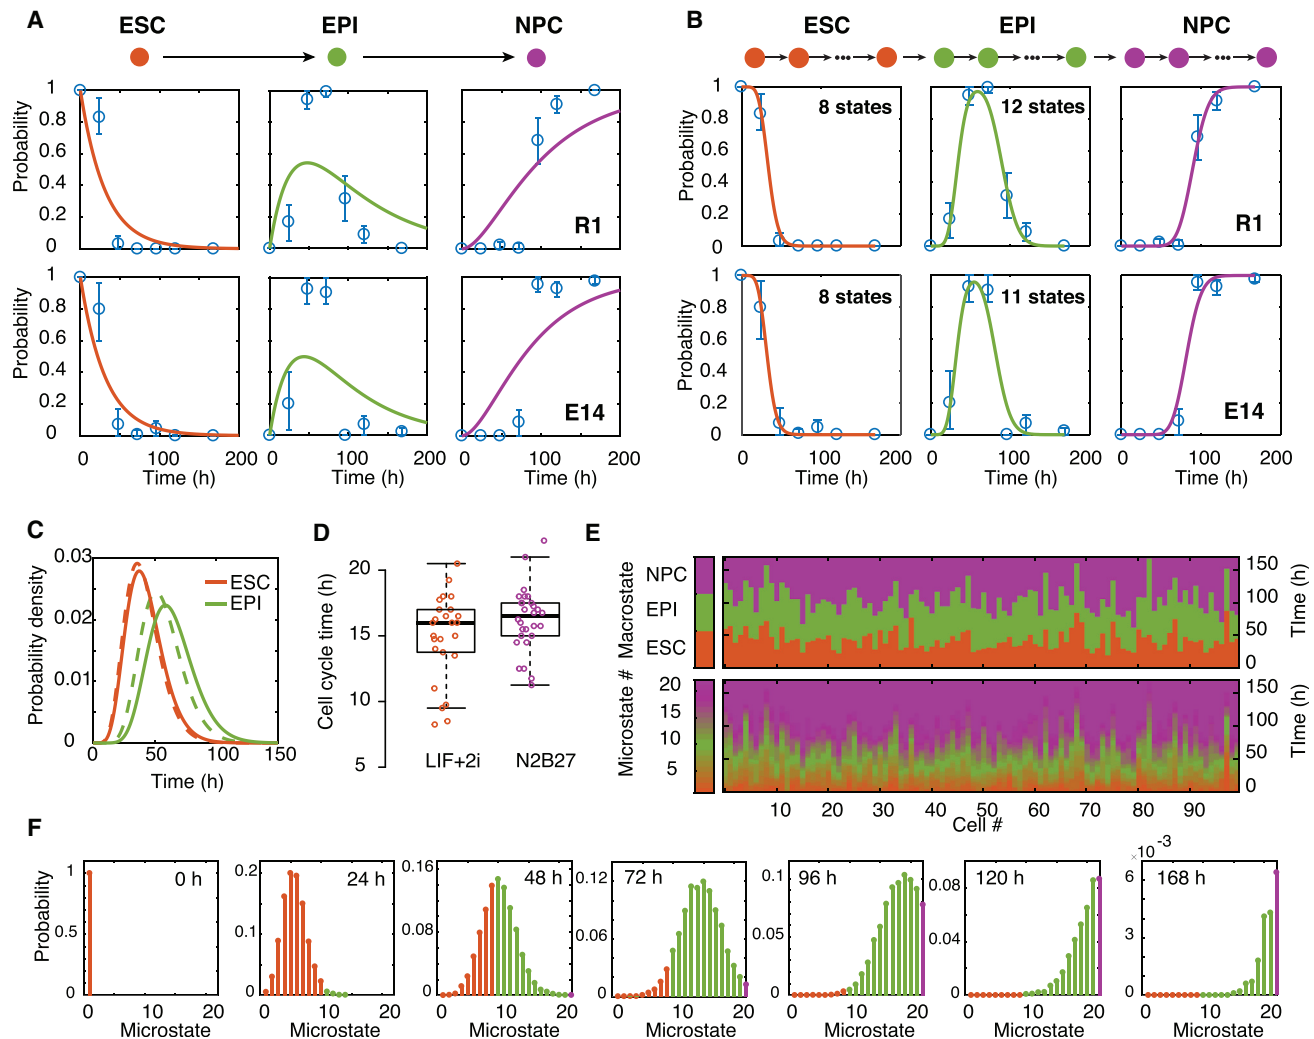 A
ESC
EPI
NPC
1
0.8
0.6
0.4
0.2
0
Probability
R1
1
0.8
0.6
0.4
0.2
0
Probability
E14
0
100
200
0
100
200
0
100
200
Time (h)
Time (h)
Time (h)
B
ESC
EPI
NPC
1
0.8
0.6
0.4
0.2
0
Probability
8 states
12 states
R1
1
0.8
0.6
0.4
0.2
0
Probability
8 states
11 states
E14
0
100
200
0
100
200
0
100
200
Time (h)
Time (h)
Time (h)
C
0.03
0.02
0.01
0
Probability density
ESC
EPI
0
50
100
150
Time (h)
D
20
15
10
5
Cell cycle time (h)
LIF+2i
N2B27
E
Macrostate
NPC
EPI
ESC
150
100
50
0
TIme (h)
Microstate #
20
15
10
5
150
100
50
0
TIme (h)
10
20
30
40
50
60
70
80
90
Cell #
F
Probability
1
0.5
0
0 h
0
10
20
Microstate
0.2
0.1
0
24 h
0
10
20
Microstate
0.16
0.08
0
48 h
0
10
20
Microstate
0.12
0.06
0
72 h
0
10
20
Microstate
0.1
0.05
0
96 h
0
10
20
Microstate
0.08
0.04
0
120 h
0
10
20
Microstate
×10^-3
6
3
0
168 h
0
10
20
Microstate